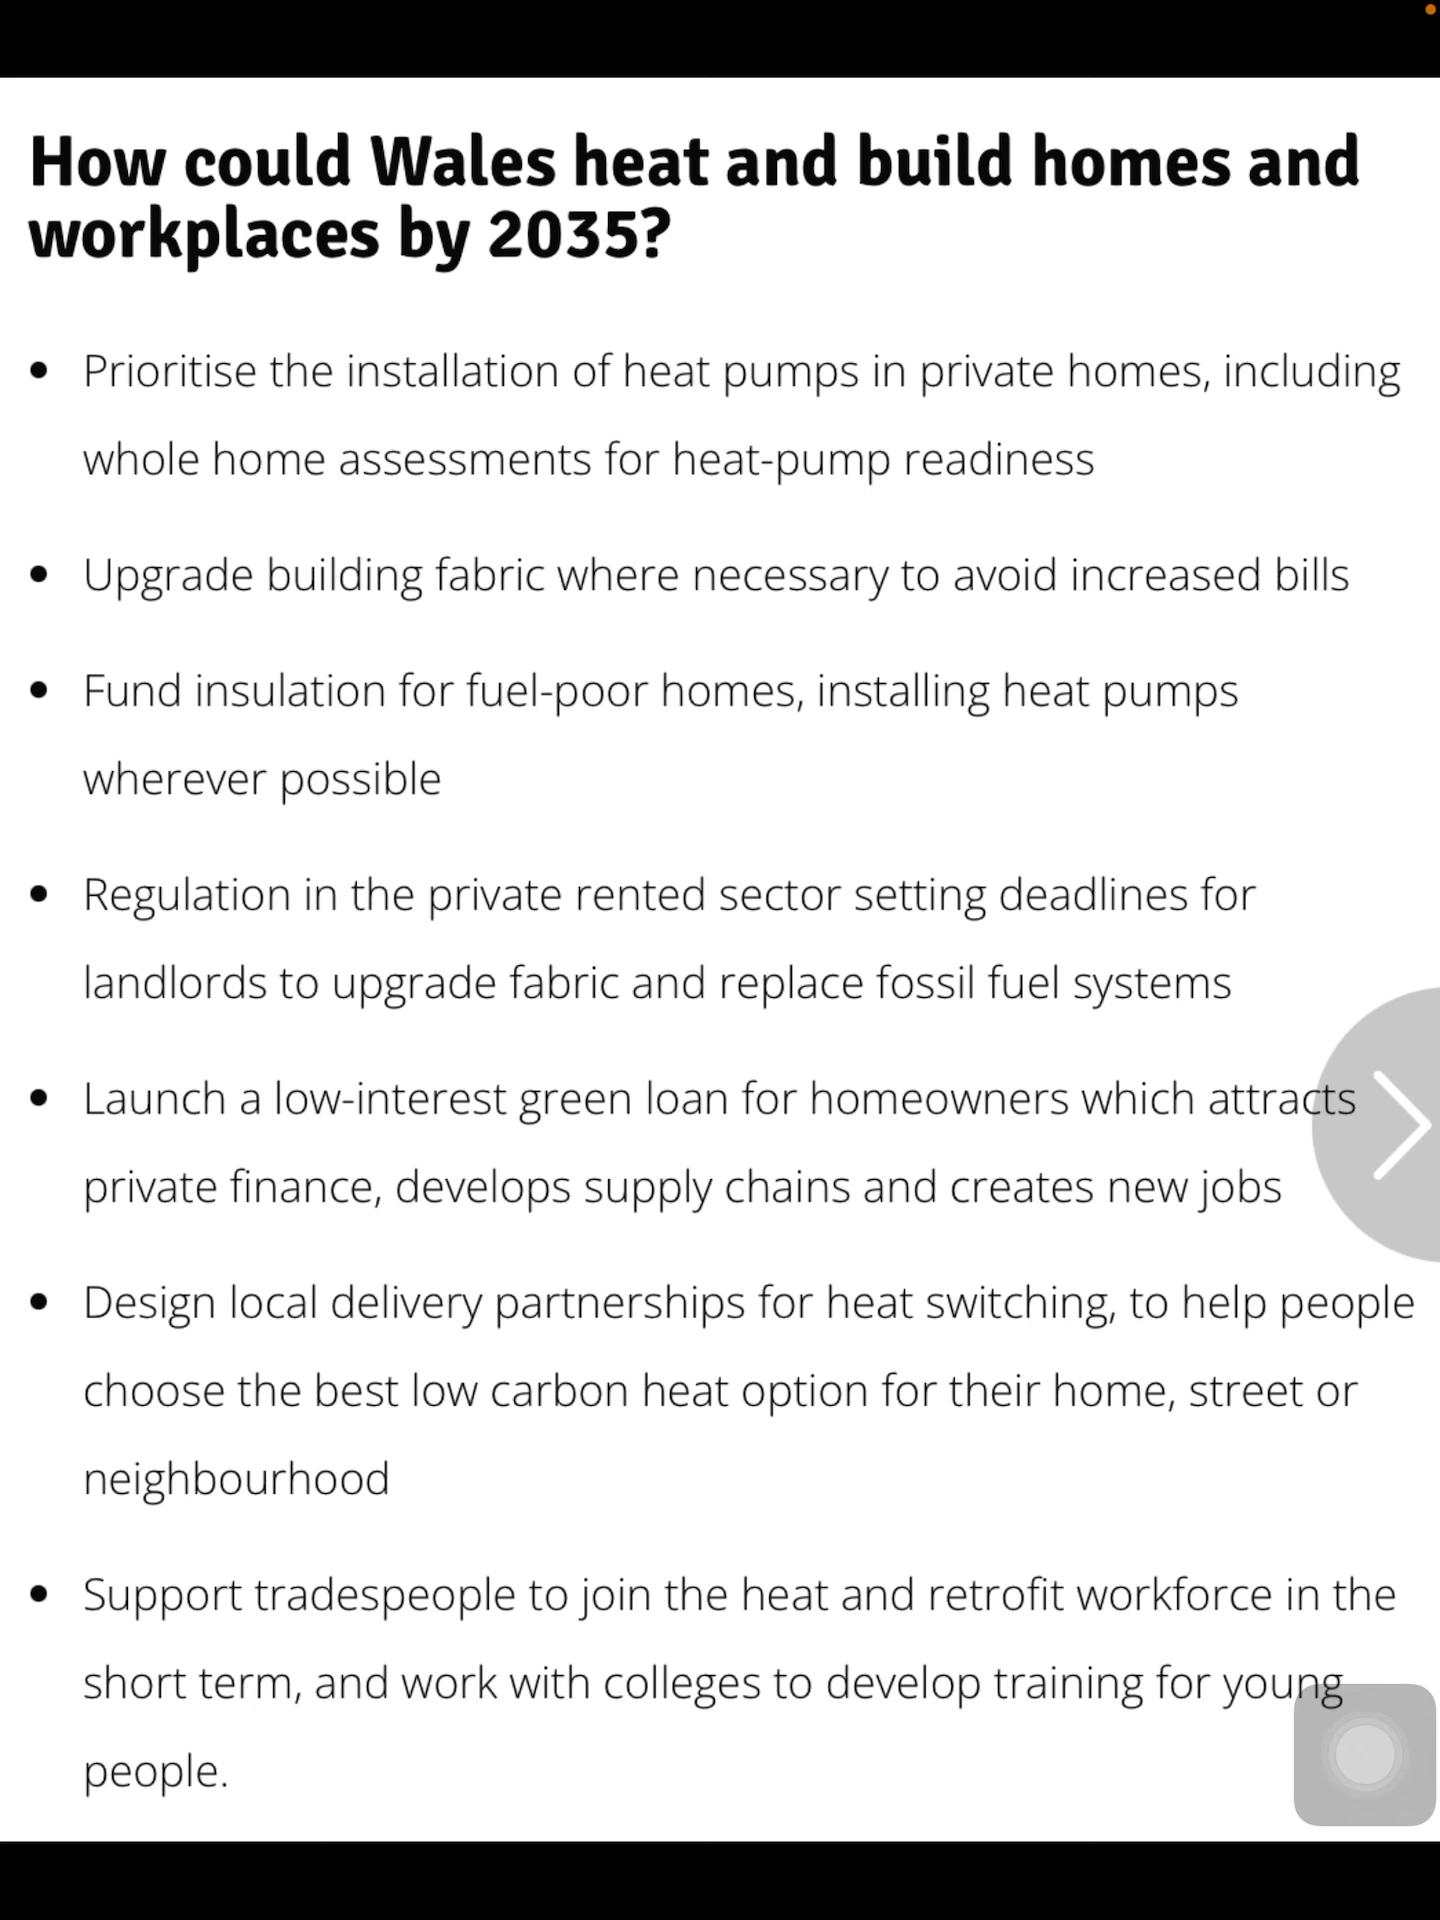 How could Wales heat and build homes and
workplaces by 2035?
• Prioritise the installation of heat pumps in private homes, including
whole home assessments for heat-pump readiness
• Upgrade building fabric where necessary to avoid increased bills
• Fund insulation for fuel-poor homes, installing heat pumps
wherever possible
• Regulation in the private rented sector setting deadlines for
landlords to upgrade fabric and replace fossil fuel systems
• Launch a low-interest green loan for homeowners which attracts
private finance, develops supply chains and creates new jobs
• Design local delivery partnerships for heat switching, to help people
choose the best low carbon heat option for their home, street or
neighbourhood
• Support tradespeople to join the heat and retrofit workforce in the
short term, and work with colleges to develop training for young
people.